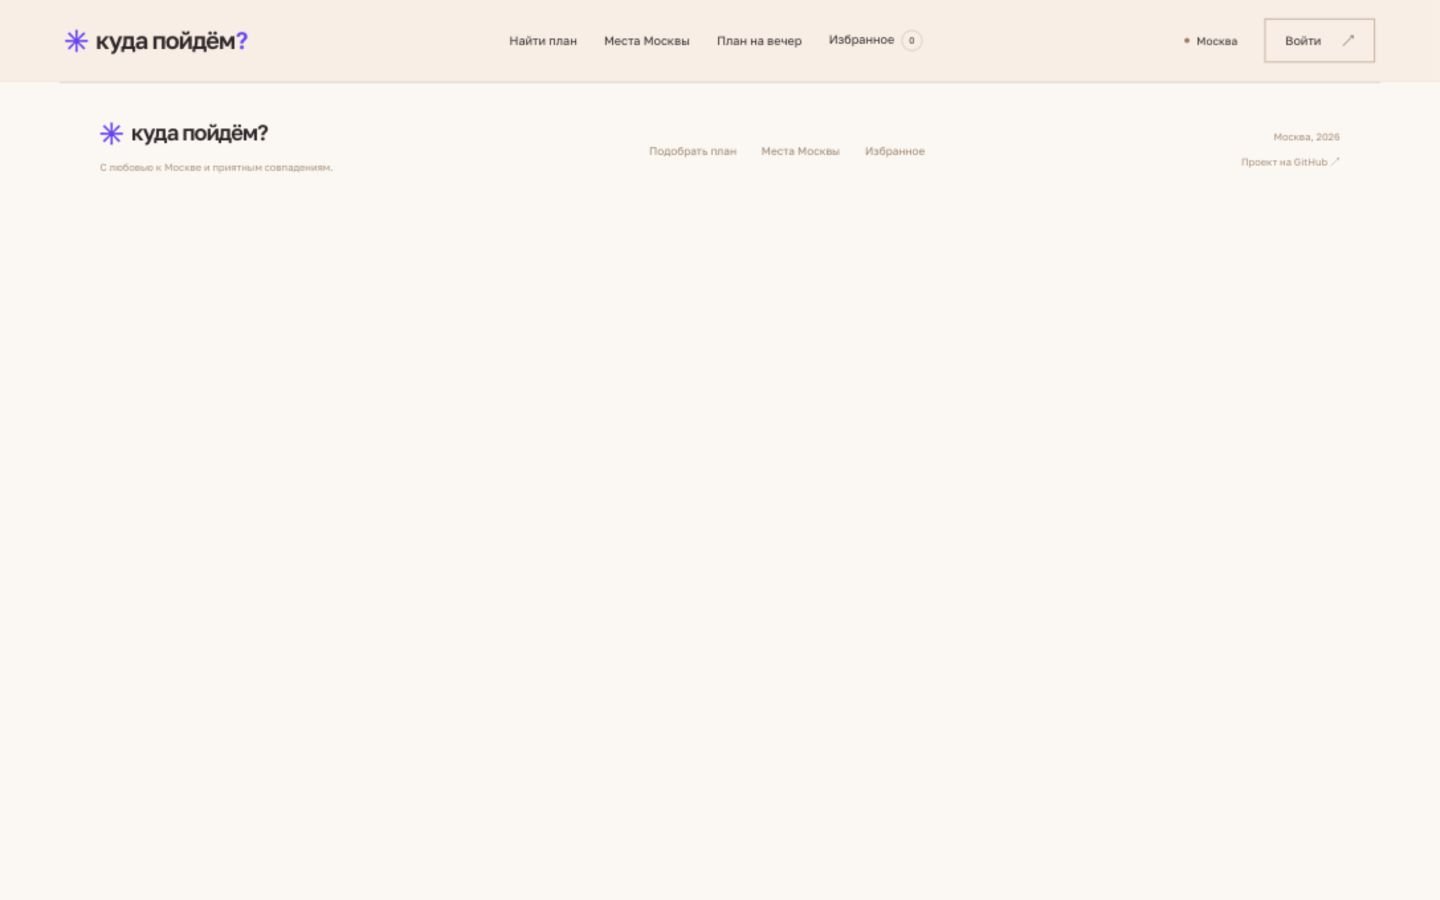 куда пойдём?
Найти план
Места Москвы
План на вечер
Избранное 0
Москва
Войти ↗
куда пойдём?
С любовью к Москве и приятным совпадениям.
Подобрать план
Места Москвы
Избранное
Москва, 2026
Проект на GitHub ↗